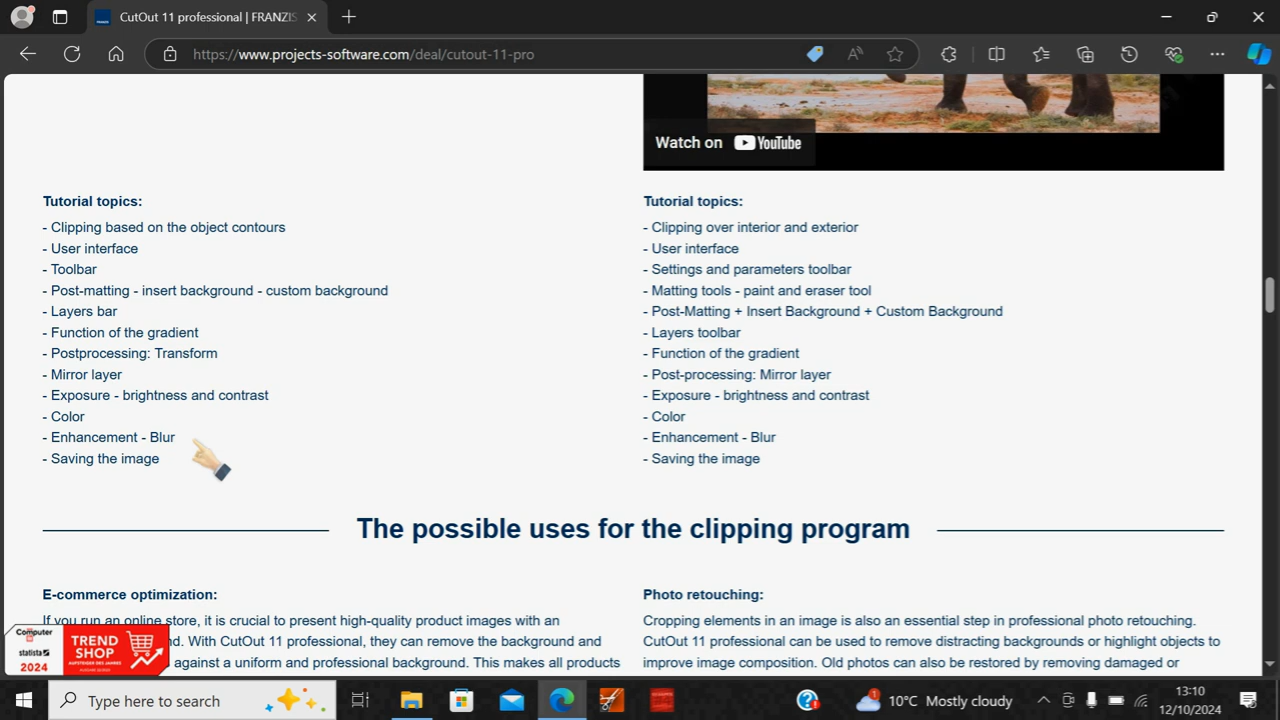 CutOut 11 professional | FRANZIS
https://www.projects-software.com/deal/cutout-11-pro
Watch on YouTube
Tutorial topics:
- Clipping based on the object contours
- User interface
- Toolbar
- Post-matting - insert background - custom background
- Layers bar
- Function of the gradient
- Postprocessing: Transform
- Mirror layer
- Exposure - brightness and contrast
- Color
- Enhancement - Blur
- Saving the image
Tutorial topics:
- Clipping over interior and exterior
- User interface
- Settings and parameters toolbar
- Matting tools - paint and eraser tool
- Post-Matting + Insert Background + Custom Background
- Layers toolbar
- Function of the gradient
- Post-processing: Mirror layer
- Exposure - brightness and contrast
- Color
- Enhancement - Blur
- Saving the image
The possible uses for the clipping program
E-commerce optimization:
If you run an online store, it is crucial to present high-quality product images with an
nd. With CutOut 11 professional, they can remove the background and
against a uniform and professional background. This makes all products
Photo retouching:
Cropping elements in an image is also an essential step in professional photo retouching.
CutOut 11 professional can be used to remove distracting backgrounds or highlight objects to
improve image composition. Old photos can also be restored by removing damaged or
Computer
statista
2024
TREND
SHOP
Type here to search
10°C Mostly cloudy
13:10
12/10/2024